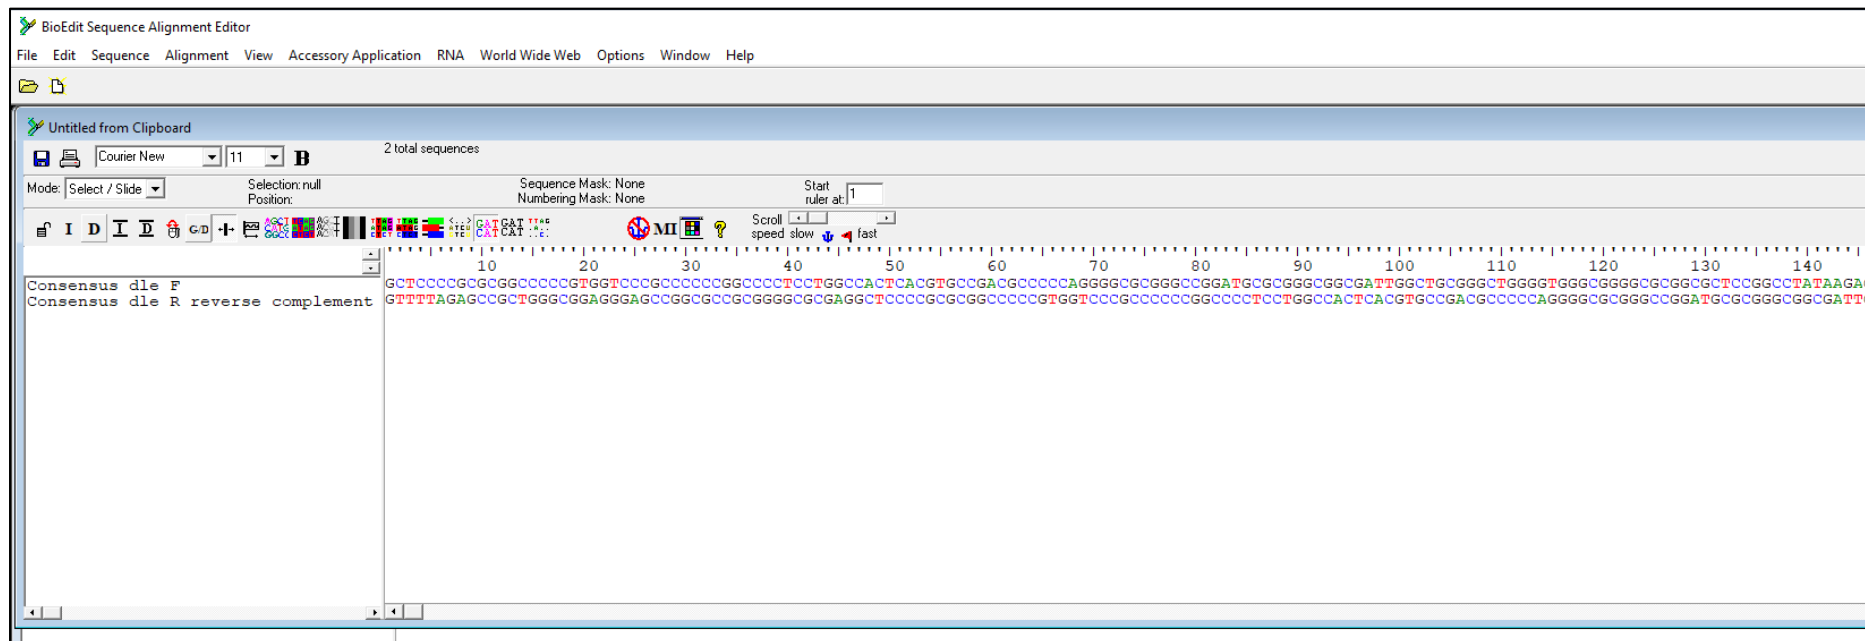 BioEdit Sequence Alignment Editor
File Edit Sequence Alignment View Accessory Application RNA World Wide Web Options Window Help
Untitled from Clipboard
Courier New 11 B 2 total sequences
Mode: Select / Slide Selection: null Sequence Mask: None Start
Position: Numbering Mask: None ruler at: 1
I D I D G/D MI Scroll
speed slow fast
10 20 30 40 50 60 70 80 90 100 110 120 130 140
Consensus dle F GCTCCCCGCGCGGCCCCCGTGGTCCCGCCCCCCGGCCCCTCCTGGCCACTCACGTGCCGACGCCCCCAGGGGCGCGGGCCGGATGCGCGGGCGGCGATTGGCTGCGGGCTGGGGTGGGCGGGGCGCGGCGCTCCGGCCTATAAGA
Consensus dle R reverse complement GTTTTAGAGCCGCTGGGCGGAGGGAGCCGGCGCCGCGGGGCGCGAGGCTCCCCGCGCGGCCCCCGTGGTCCCGCCCCCCGGCCCCTCCTGGCCACTCACGTGCCGACGCCCCCAGGGGCGCGGGCCGGATGCGCGGGCGGCGATT